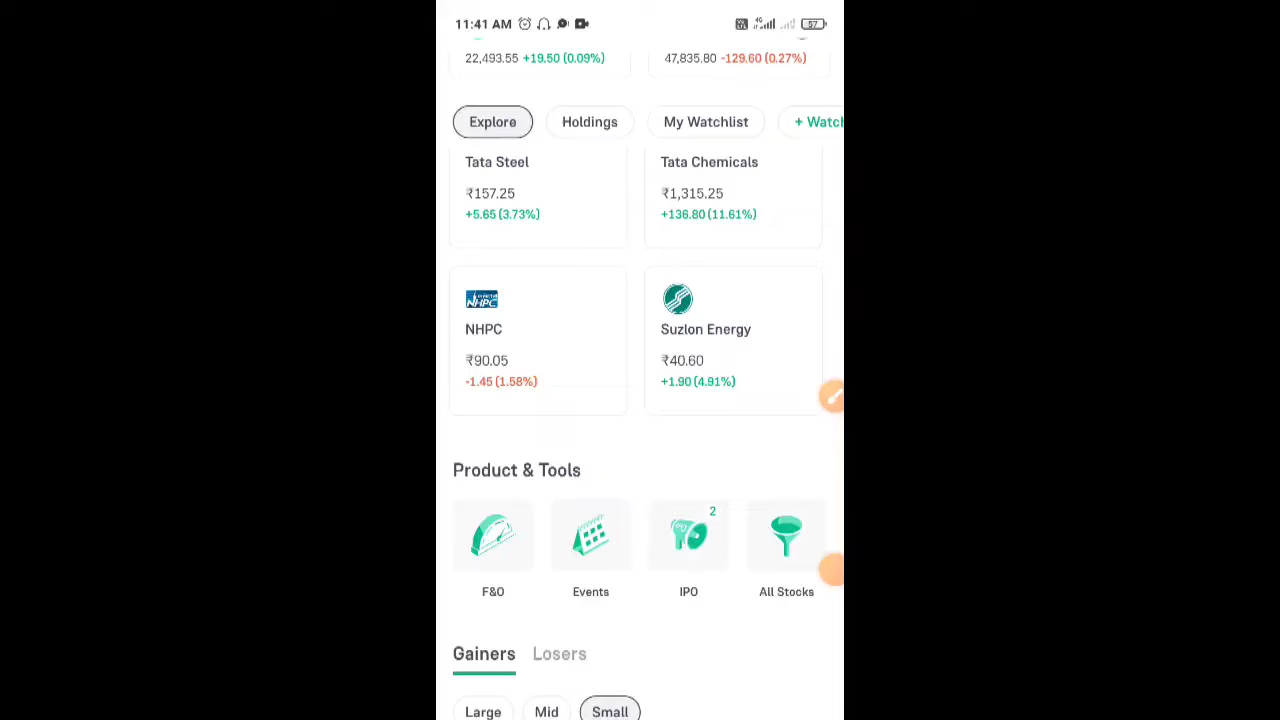 11:41 AM 4G 57
22,493.55 +19.50 (0.09%) 47,835.80 -129.60 (0.27%)
Explore Holdings My Watchlist + Watch
Tata Steel Tata Chemicals
₹157.25 ₹1,315.25
+5.65 (3.73%) +136.80 (11.61%)
NHPC
NHPC Suzlon Energy
₹90.05 ₹40.60
-1.45 (1.58%) +1.90 (4.91%)
Product & Tools
2
F&O Events IPO All Stocks
Gainers Losers
Large Mid Small